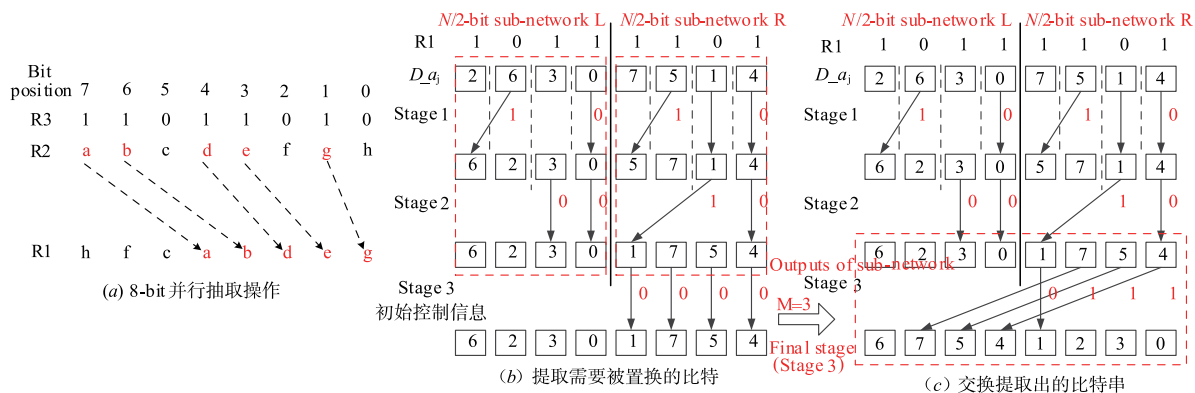 Bit position 7 6 5 4 3 2 1 0
R3 1 1 0 1 1 0 1 0
R2 a b c d e f g h
R1 h f c a b d e g
(a) 8-bit并行抽取操作
N/2-bit sub-network L N/2-bit sub-network R
R1 1 0 1 1 1 1 0 1
D_aj 2 6 3 0 7 5 1 4
Stage 1 1 0 1 0
6 2 3 0 5 7 1 4
Stage 2 0 0 1 0
6 2 3 0 1 7 5 4
Stage 3 0 0 0 0
初始控制信息
6 2 3 0 1 7 5 4
(b) 提取需要被置换的比特
M=3
Final stage
(Stage 3)
N/2-bit sub-network L N/2-bit sub-network R
R1 1 0 1 1 1 1 0 1
D_aj 2 6 3 0 7 5 1 4
Stage 1 1 0 1 0
6 2 3 0 5 7 1 4
Stage 2 0 0 1 0
6 2 3 0 1 7 5 4
Outputs of sub-network
Stage 3 0 1 1 1
6 7 5 4 1 2 3 0
(c) 交换提取出的比特串